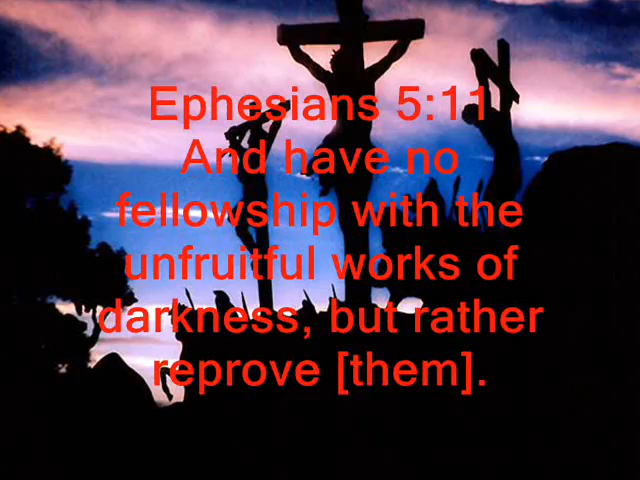 Ephesians 5:11
And have no
fellowship with the
unfruitful works of
darkness, but rather
reprove [them].